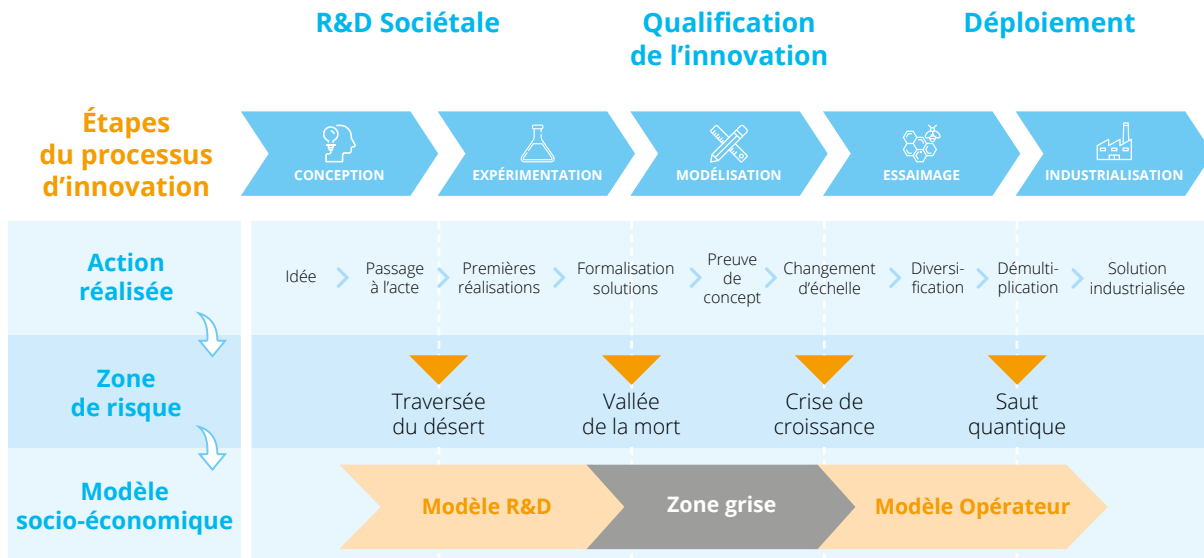 R&D Sociétale
Qualification
de l’innovation
Déploiement
Étapes
du processus
d’innovation
CONCEPTION
EXPÉRIMENTATION
MODÉLISATION
ESSAIMAGE
INDUSTRIALISATION
Action
réalisée
Idée
Passage
à l’acte
Premières
réalisations
Formalisation
solutions
Preuve
de
concept
Changement
d’échelle
Diversi-
fication
Démulti-
plication
Solution
industrialisée
Zone
de risque
Traversée
du désert
Vallée
de la mort
Crise de
croissance
Saut
quantique
Modèle
socio-économique
Modèle R&D
Zone grise
Modèle Opérateur